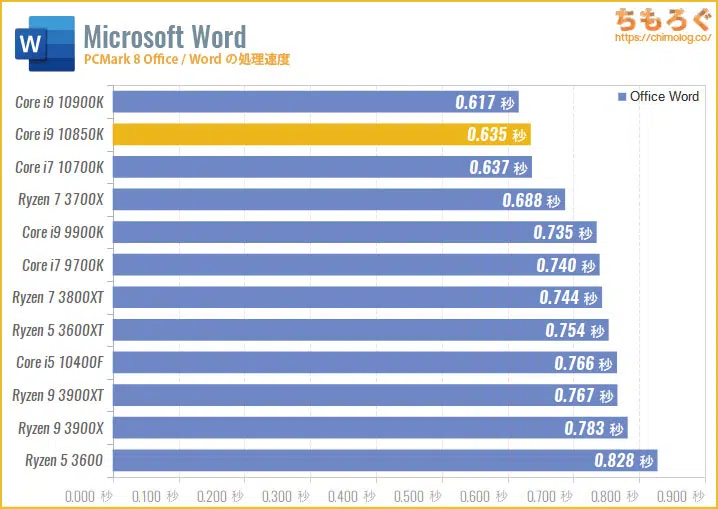 W
Microsoft Word
PCMark 8 Office / Word の処理速度
ちもろぐ
https://chimolog.co/
Office Word
Core i9 10900K 0.617 秒
Core i9 10850K 0.635 秒
Core i7 10700K 0.637 秒
Ryzen 7 3700X 0.688 秒
Core i9 9900K 0.735 秒
Core i7 9700K 0.740 秒
Ryzen 7 3800XT 0.744 秒
Ryzen 5 3600XT 0.754 秒
Core i5 10400F 0.766 秒
Ryzen 9 3900XT 0.767 秒
Ryzen 9 3900X 0.783 秒
Ryzen 5 3600 0.828 秒
0.000 秒 0.100 秒 0.200 秒 0.300 秒 0.400 秒 0.500 秒 0.600 秒 0.700 秒 0.800 秒 0.900 秒